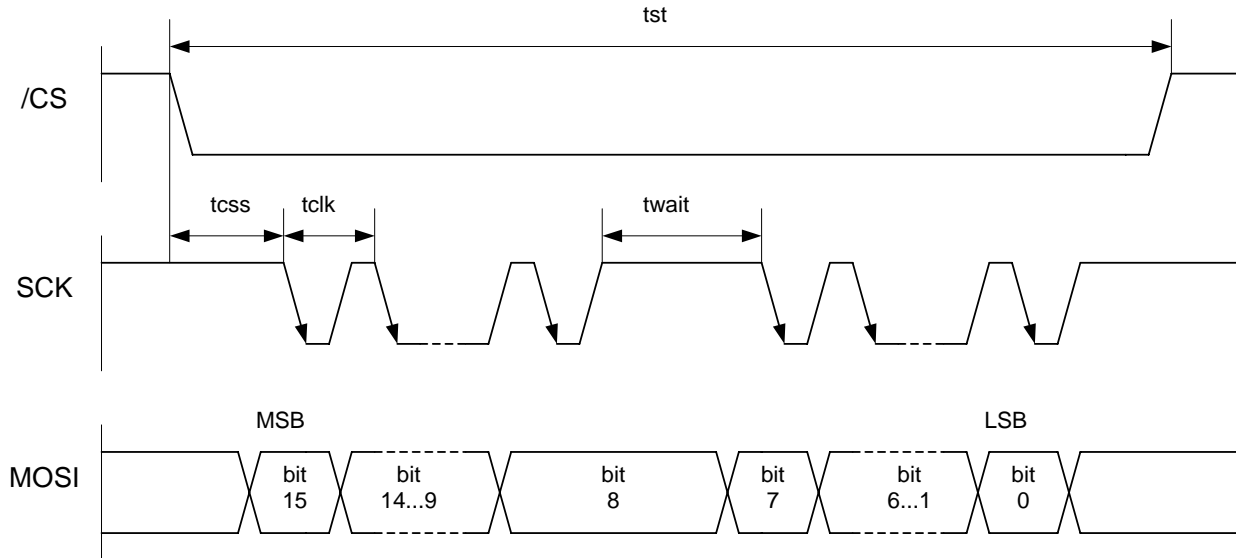 tst
/CS
tcss
tclk
twait
SCK
MSB
LSB
MOSI
bit
15
bit
14...9
bit
8
bit
7
bit
6...1
bit
0